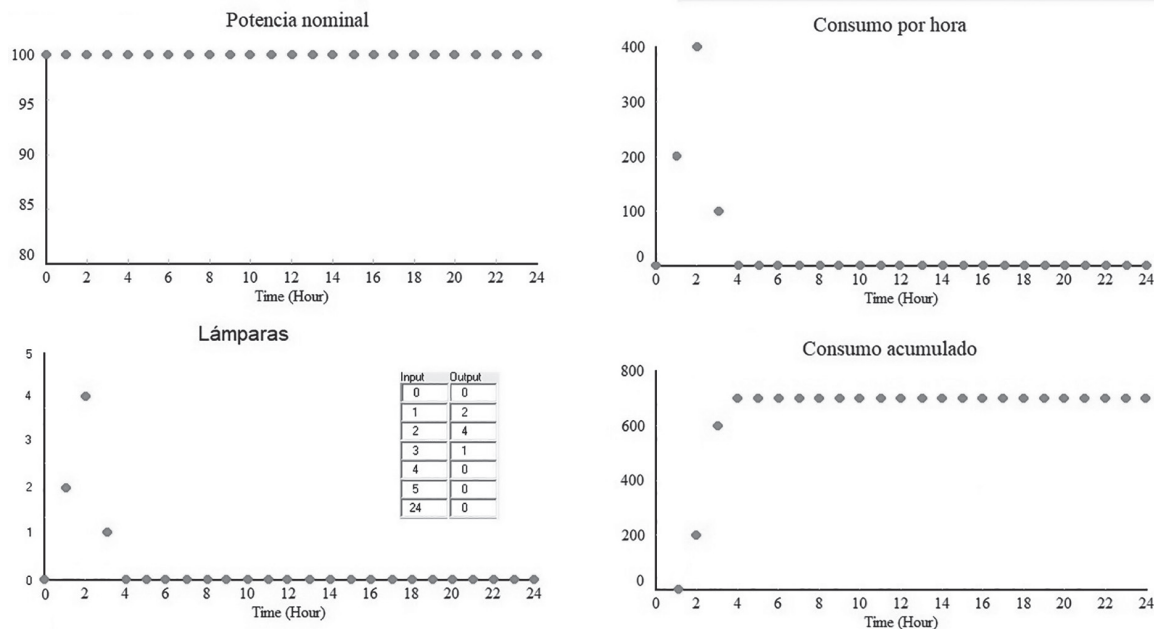 Potencia nominal
100
95
90
85
80
0 2 4 6 8 10 12 14 16 18 20 22 24
Time (Hour)
Consumo por hora
400
300
200
100
0
0 2 4 6 8 10 12 14 16 18 20 22 24
Time (Hour)
Lámparas
5
4
3
2
1
0
0 2 4 6 8 10 12 14 16 18 20 22 24
Time (Hour)
Input Output
0 0
1 2
2 4
3 1
4 0
5 0
24 0
Consumo acumulado
800
600
400
200
0
0 2 4 6 8 10 12 14 16 18 20 22 24
Time (Hour)